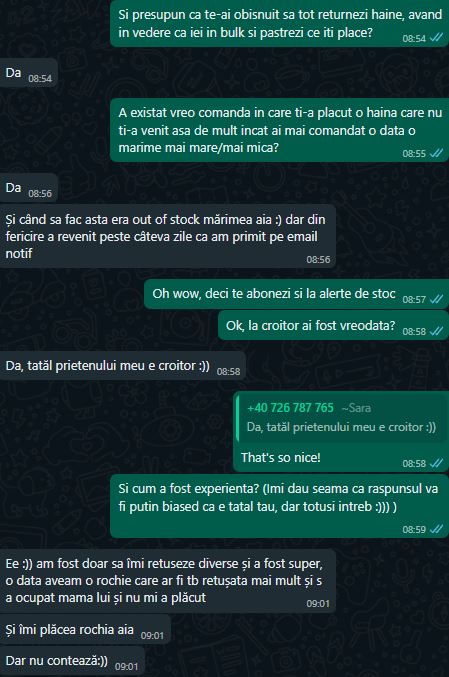 Si presupun ca te-ai obisnuit sa tot returnezi haine, avand
in vedere ca iei in bulk si pastrezi ce iti place?
08:54
Da
08:54
A existat vreo comanda in care ti-a placut o haina care nu
ti-a venit asa de mult incat ai mai comandat o data o
marime mai mare/mai mica?
08:55
Da
08:56
Și când sa fac asta era out of stock mărimea aia :) dar din
fericire a revenit peste câteva zile ca am primit pe email
notif
08:56
Oh wow, deci te abonezi si la alerte de stoc
08:57
Ok, la croitor ai fost vreodata?
08:58
Da, tatăl prietenului meu e croitor :))
08:58
+40 726 787 765 ~Sara
Da, tatăl prietenului meu e croitor :))
That's so nice!
08:58
Si cum a fost experienta? (Imi dau seama ca raspunsul va
fi putin biased ca e tatal tau, dar totusi intreb :))) )
08:59
Ee :)) am fost doar sa îmi retuseze diverse și a fost super,
o data aveam o rochie care ar fi tb retușata mai mult și s
a ocupat mama lui și nu mi a plăcut
09:01
Și îmi plăcea rochia aia
09:01
Dar nu contează:))
09:01